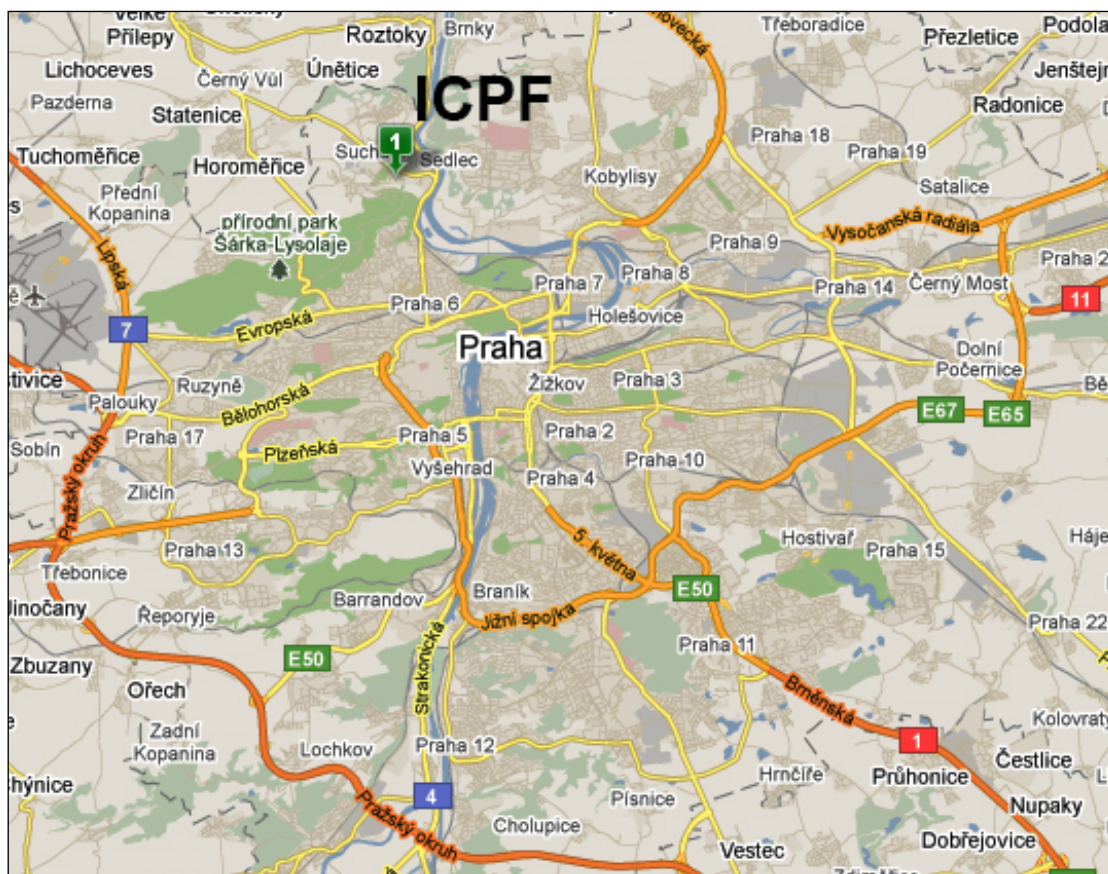 Velké
Přílepy
Roztoky
Brnky
Třeboradice
Přezletice
Podola
Lichoceves
Únětice
Černý Vůl
ICPF
Jenštejn
Pazderna
Statenice
1
Radonice
Praha 18
Tuchoměřice
Horoměřice
Such
Sedlec
Kobylisy
Praha 19
Satalice
Přední
Kopanina
přírodní park
Šárka-Lysolaje
Vysočanská radiála
Lipská
Praha 9
Praha 2
Praha 7
Praha 8
Praha 14
Černý Most
Praha 6
Holešovice
11
7
Evropská
Praha
Dolní
Počernice
Ruzyně
Žižkov
Praha 3
Palouky
Bělohorská
E67
E65
Sobín
Praha 17
Plzeňská
Praha 5
Praha 2
Vyšehrad
Praha 10
Praha 4
Zličín
Pražský okruh
Praha 13
5. května
Hostivař
Praha 15
Třebonice
Jinočany
Řeporyje
Barrandov
Braník
E50
Jižní spojka
Praha 22
Praha 11
Zbuzany
E50
Ořech
Strakonická
Brněnská
Zadní
Kopanina
Lochkov
Praha 12
1
Kolovraty
Čestlice
Hrnčíře
Průhonice
4
Písnice
Nupaky
Pražský okruh
Cholupice
Vestec
Dobřejovice